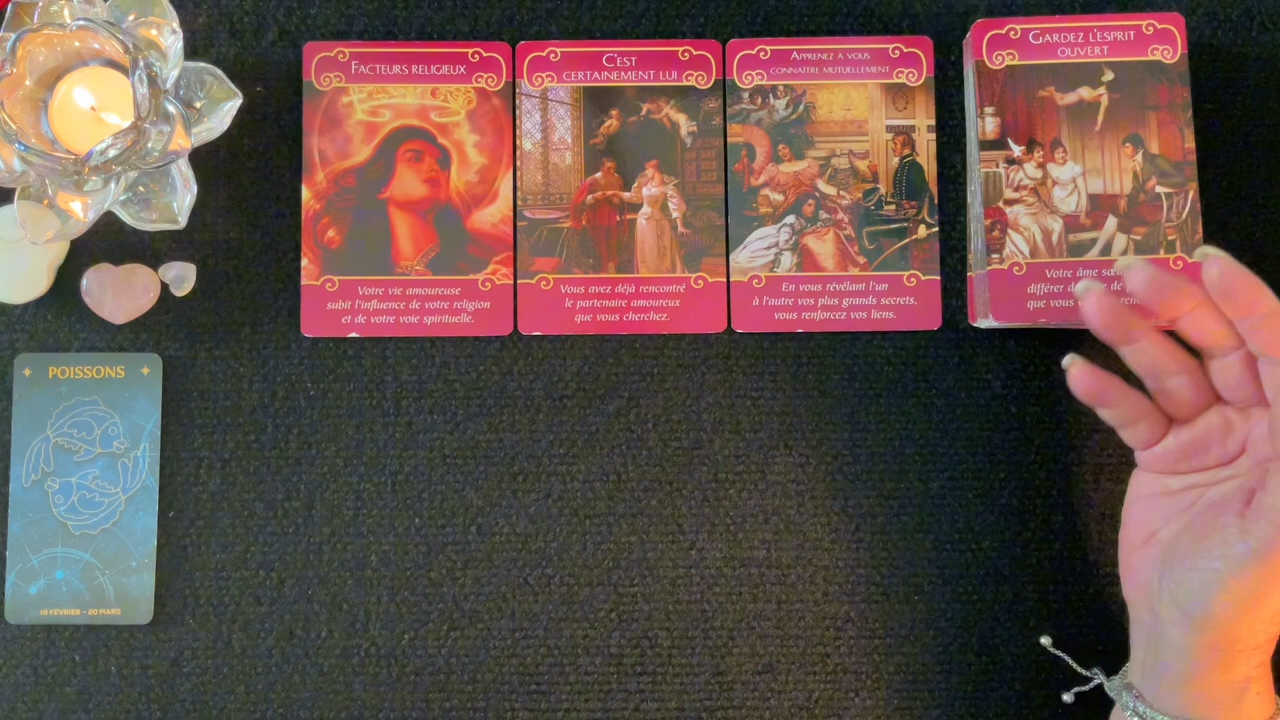 FACTEURS RELIGIEUX
Votre vie amoureuse
subit l'influence de votre religion
et de votre voie spirituelle.
C'EST
CERTAINEMENT LUI
Vous avez déjà rencontré
le partenaire amoureux
que vous cherchez.
APPRENEZ A VOUS
CONNAÎTRE MUTUELLEMENT
En vous révélant l'un
à l'autre vos plus grands secrets,
vous renforcez vos liens.
GARDEZ L'ESPRIT
OUVERT
Votre âme
différer de
que vous
POISSONS
19 FÉVRIER - 20 MARS